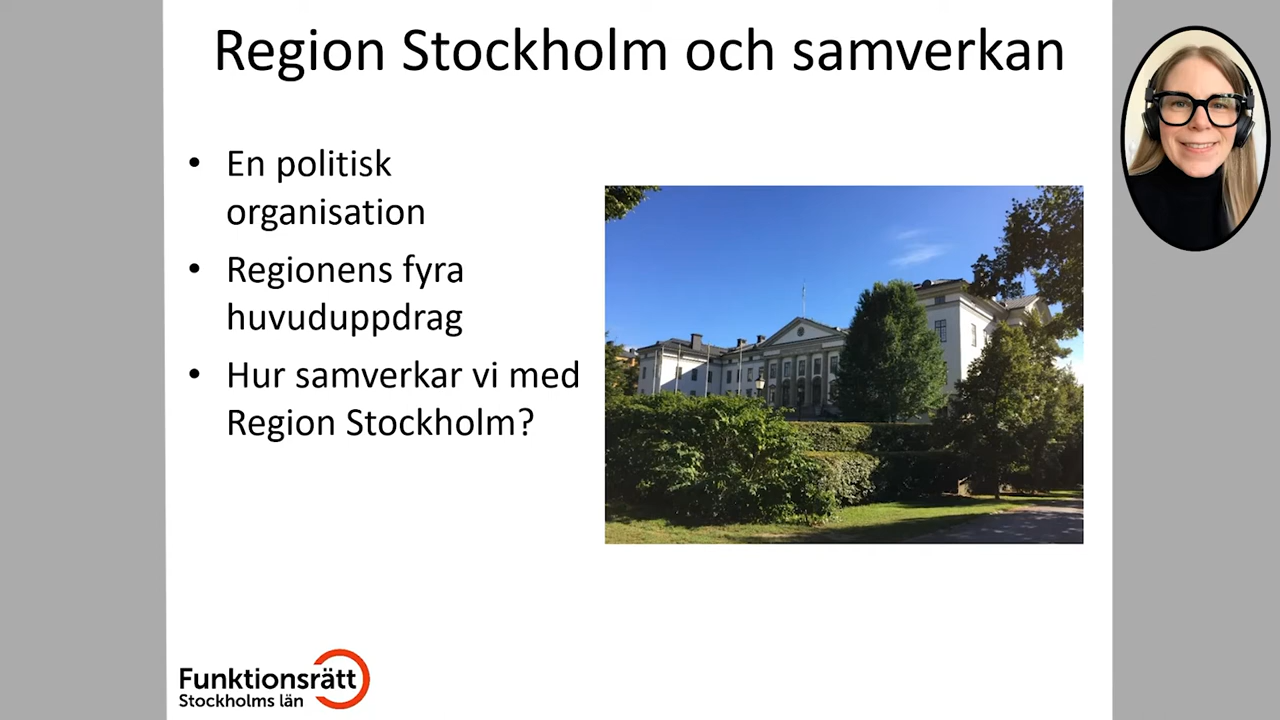 Region Stockholm och samverkan
• En politisk
organisation
• Regionens fyra
huvuduppdrag
• Hur samverkar vi med
Region Stockholm?
Funktionsrätt
Stockholms län